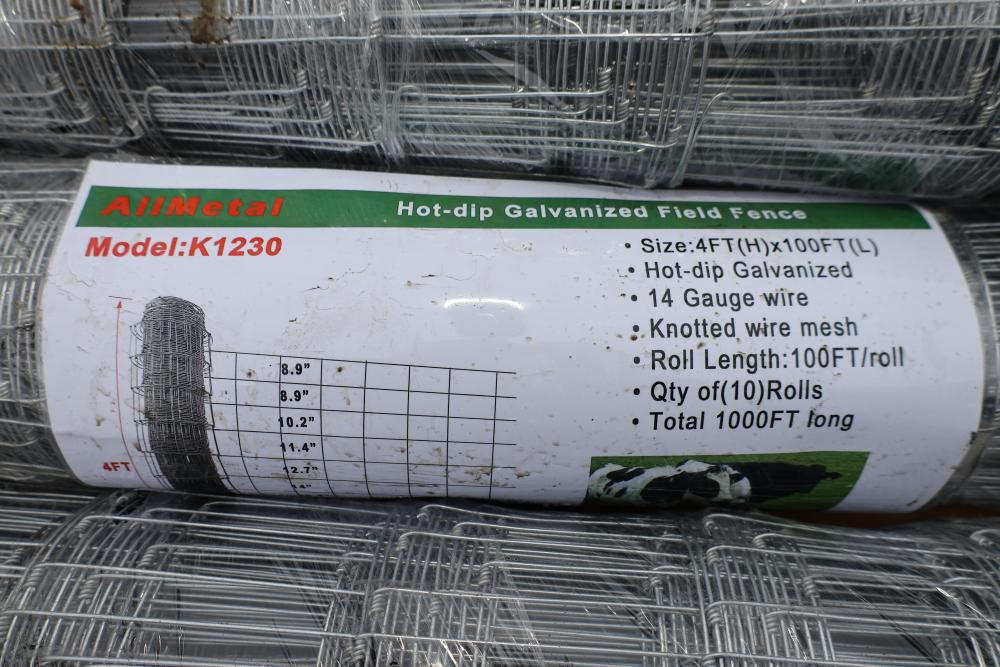 AllMetal Hot-dip Galvanized Field Fence
Model:K1230
• Size:4FT(H)x100FT(L)
• Hot-dip Galvanized
• 14 Gauge wire
• Knotted wire mesh
• Roll Length:100FT/roll
• Qty of(10)Rolls
• Total 1000FT long
8.9"
8.9"
10.2"
11.4"
12.7"
4FT